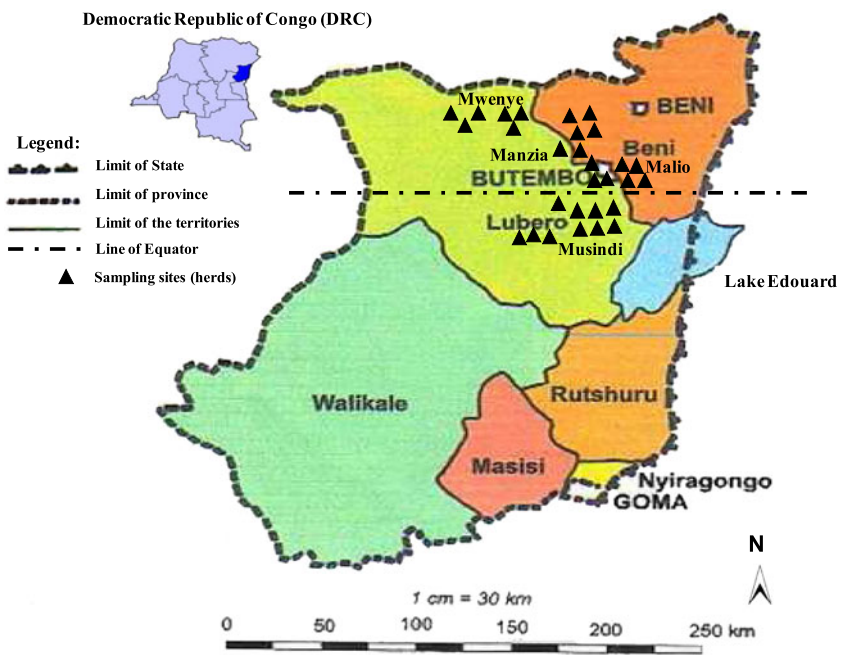 Democratic Republic of Congo (DRC)
Legend:
Limit of State
Limit of province
Limit of the territories
Line of Equator
Sampling sites (herds)
Mwenye
BENI
Beni
Manzia
Malio
BUTEMBO
Lubero
Musindi
Lake Edouard
Walikale
Rutshuru
Masisi
Nyiragongo
GOMA
N
1 cm = 30 km
0 50 100 150 200 250 km